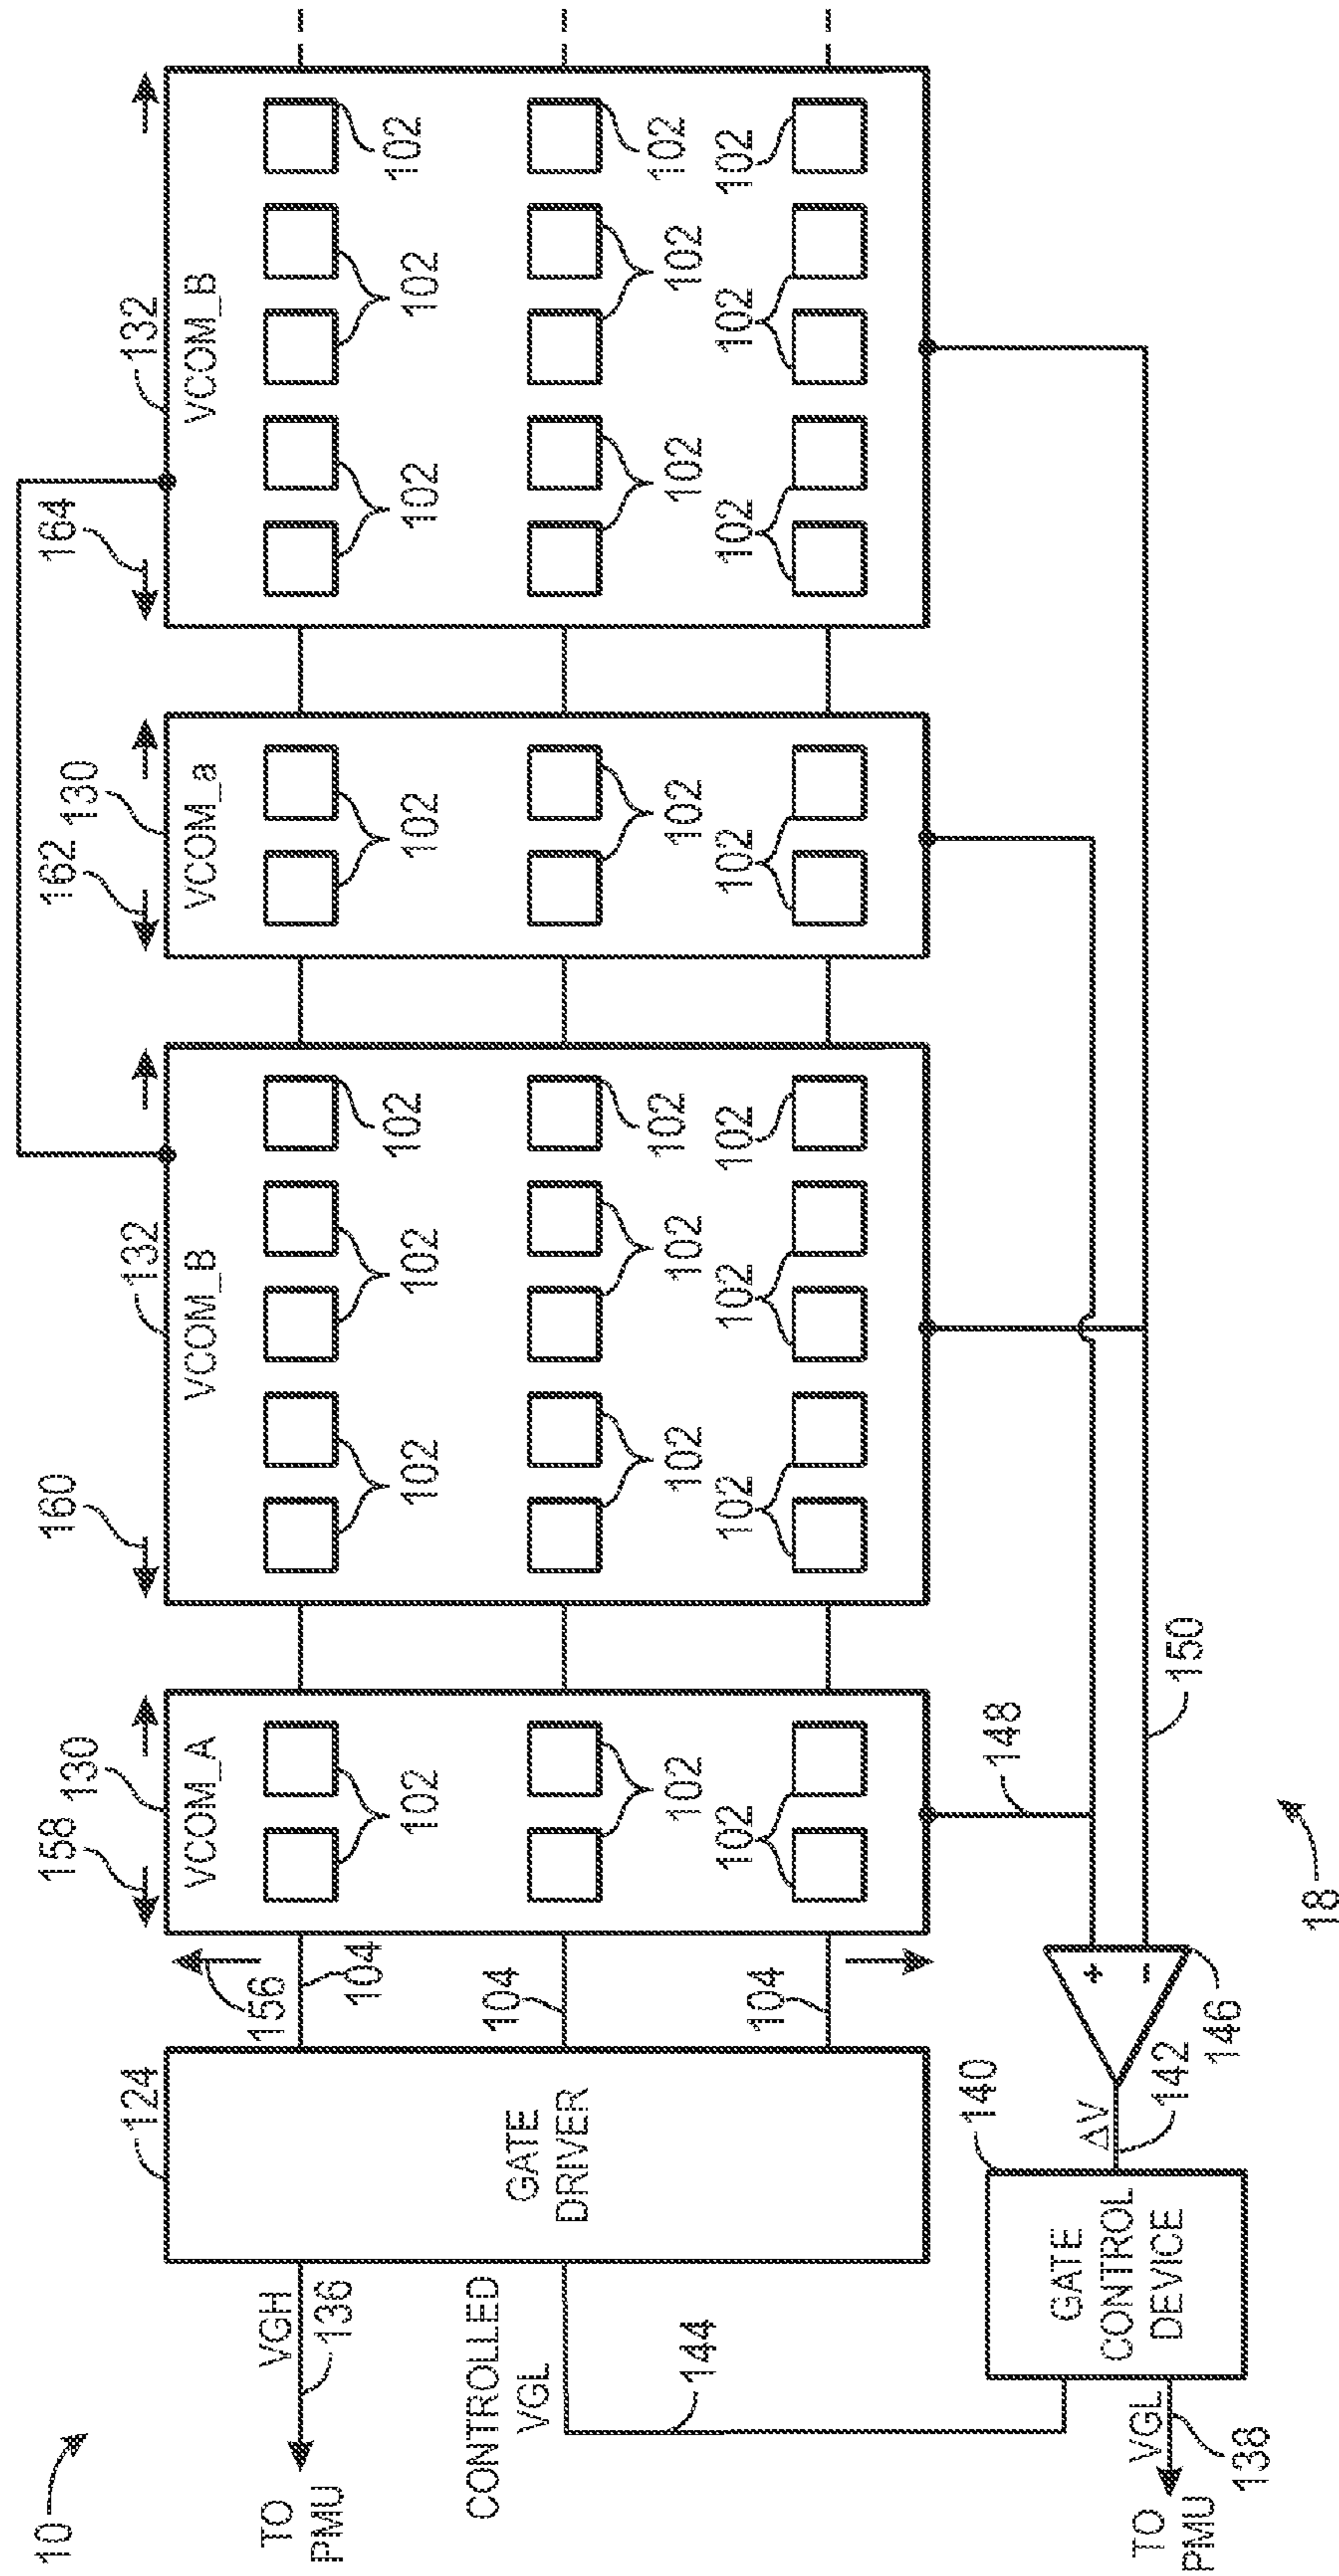 10
158
160
162
164
124
130
132
130
132
VCOM_A
VCOM_B
VCOM_a
VCOM_B
TO
PMU
VGH
136
156
104
102
102
102
102
102
102
102
102
CONTROLLED
VGL
GATE
DRIVER
104
102
102
102
102
102
102
102
102
104
102
102
102
102
102
102
102
102
144
140
148
TO
PMU
VGL
138
GATE
CONTROL
DEVICE
ΔV
142
+
−
146
150
18